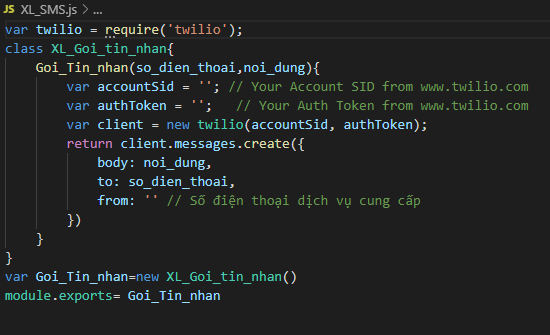 JS XL_SMS.js > ...
var twilio = require('twilio');
class XL_Goi_tin_nhan{
    Goi_Tin_nhan(so_dien_thoai,noi_dung){
        var accountSid = ''; // Your Account SID from www.twilio.com
        var authToken = '';   // Your Auth Token from www.twilio.com
        var client = new twilio(accountSid, authToken);
        return client.messages.create({
            body: noi_dung,
            to: so_dien_thoai,
            from: '' // Số điện thoại dịch vụ cung cấp
        })
    }
}
var Goi_Tin_nhan=new XL_Goi_tin_nhan()
module.exports= Goi_Tin_nhan